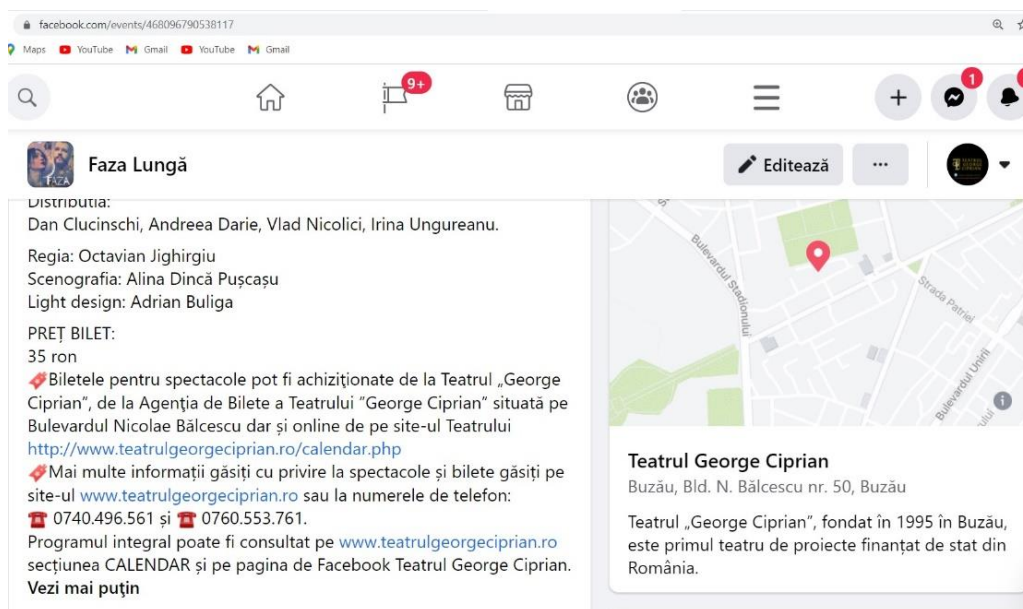 facebook.com/events/468096790538117
Maps YouTube Gmail YouTube Gmail
9+
1
Faza Lungă
FAZA
Editează
Distributia:
Dan Clucinschi, Andreea Darie, Vlad Nicolici, Irina Ungureanu.
Regia: Octavian Jighirgiu
Scenografia: Alina Dincă Pușcașu
Light design: Adrian Buliga
PREȚ BILET:
35 ron
Biletele pentru spectacole pot fi achiziţionate de la Teatrul „George
Ciprian”, de la Agenţia de Bilete a Teatrului ”George Ciprian” situată pe
Bulevardul Nicolae Bălcescu dar și online de pe site-ul Teatrului
http://www.teatrulgeorgeciprian.ro/calendar.php
Mai multe informații găsiți cu privire la spectacole și bilete găsiți pe
site-ul www.teatrulgeorgeciprian.ro sau la numerele de telefon:
☎ 0740.496.561 și ☎ 0760.553.761.
Programul integral poate fi consultat pe www.teatrulgeorgeciprian.ro
secțiunea CALENDAR și pe pagina de Facebook Teatrul George Ciprian.
Vezi mai puțin
Bulevardul Stadionului
Strada Patriei
Bulevardul Unirii
Teatrul George Ciprian
Buzău, Bld. N. Bălcescu nr. 50, Buzău
Teatrul „George Ciprian”, fondat în 1995 în Buzău,
este primul teatru de proiecte finanțat de stat din
România.